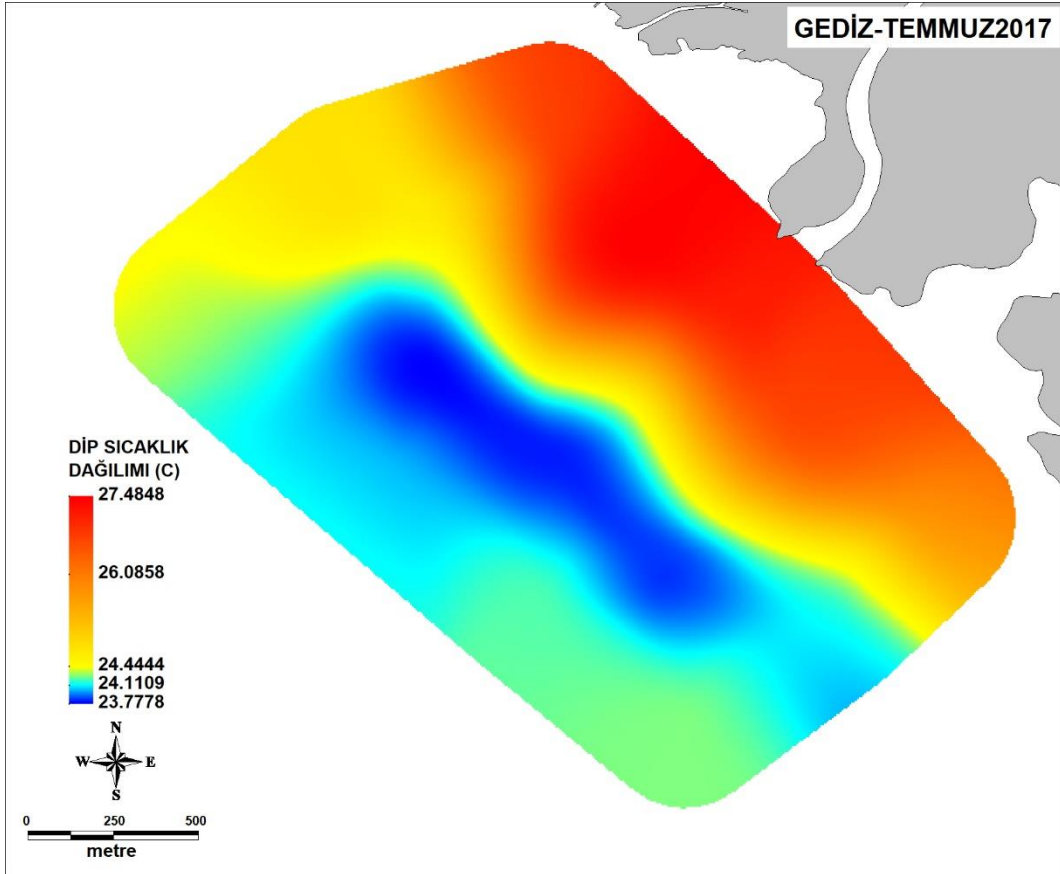 GEDİZ-TEMMUZ2017
DİP SICAKLIK
DAĞILIMI (C)
27.4848
26.0858
24.4444
24.1109
23.7778
N
W E
S
0 250 500
metre